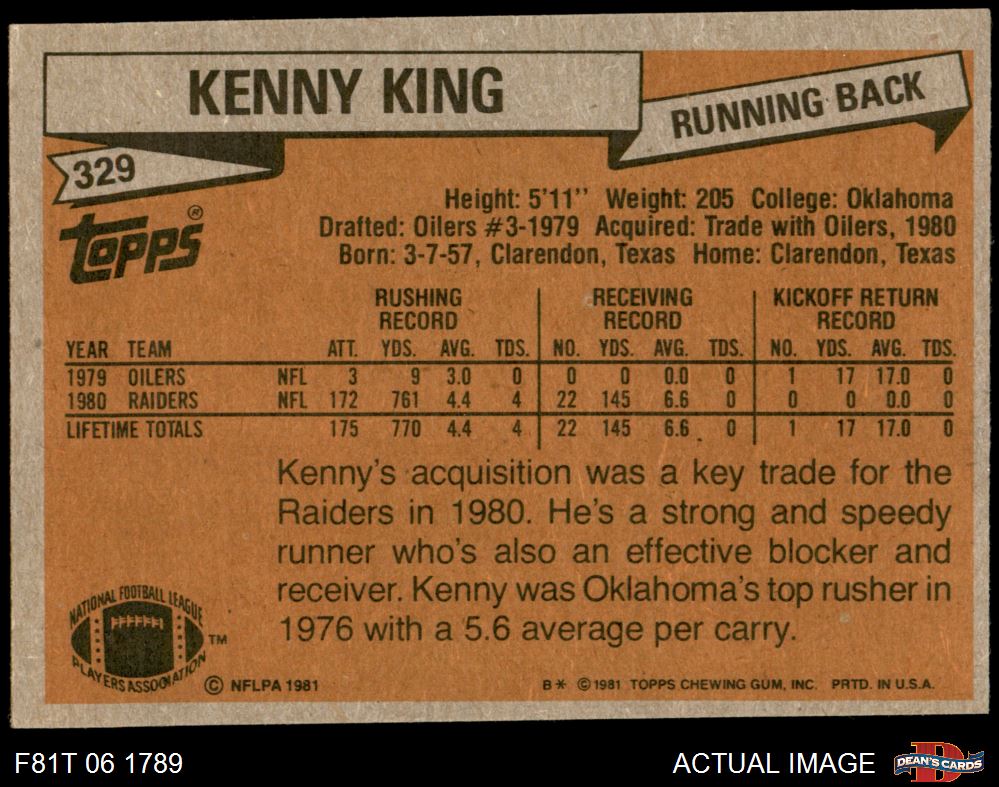 KENNY KING
RUNNING BACK
329
topps®
Height: 5'11'' Weight: 205 College: Oklahoma
Drafted: Oilers #3-1979 Acquired: Trade with Oilers, 1980
Born: 3-7-57, Clarendon, Texas Home: Clarendon, Texas
RUSHING RECORD RECEIVING RECORD KICKOFF RETURN RECORD
YEAR TEAM ATT. YDS. AVG. TDS. NO. YDS. AVG. TDS. NO. YDS. AVG. TDS.
1979 OILERS NFL 3 9 3.0 0 0 0 0.0 0 1 17 17.0 0
1980 RAIDERS NFL 172 761 4.4 4 22 145 6.6 0 0 0 0.0 0
LIFETIME TOTALS 175 770 4.4 4 22 145 6.6 0 1 17 17.0 0
Kenny's acquisition was a key trade for the
Raiders in 1980. He's a strong and speedy
runner who's also an effective blocker and
receiver. Kenny was Oklahoma's top rusher in
1976 with a 5.6 average per carry.
NATIONAL FOOTBALL LEAGUE
PLAYERS ASSOCIATION ™
© NFLPA 1981
B* © 1981 TOPPS CHEWING GUM, INC. PRTD. IN U.S.A.
F81T 06 1789
ACTUAL IMAGE
D
DEAN'S CARDS